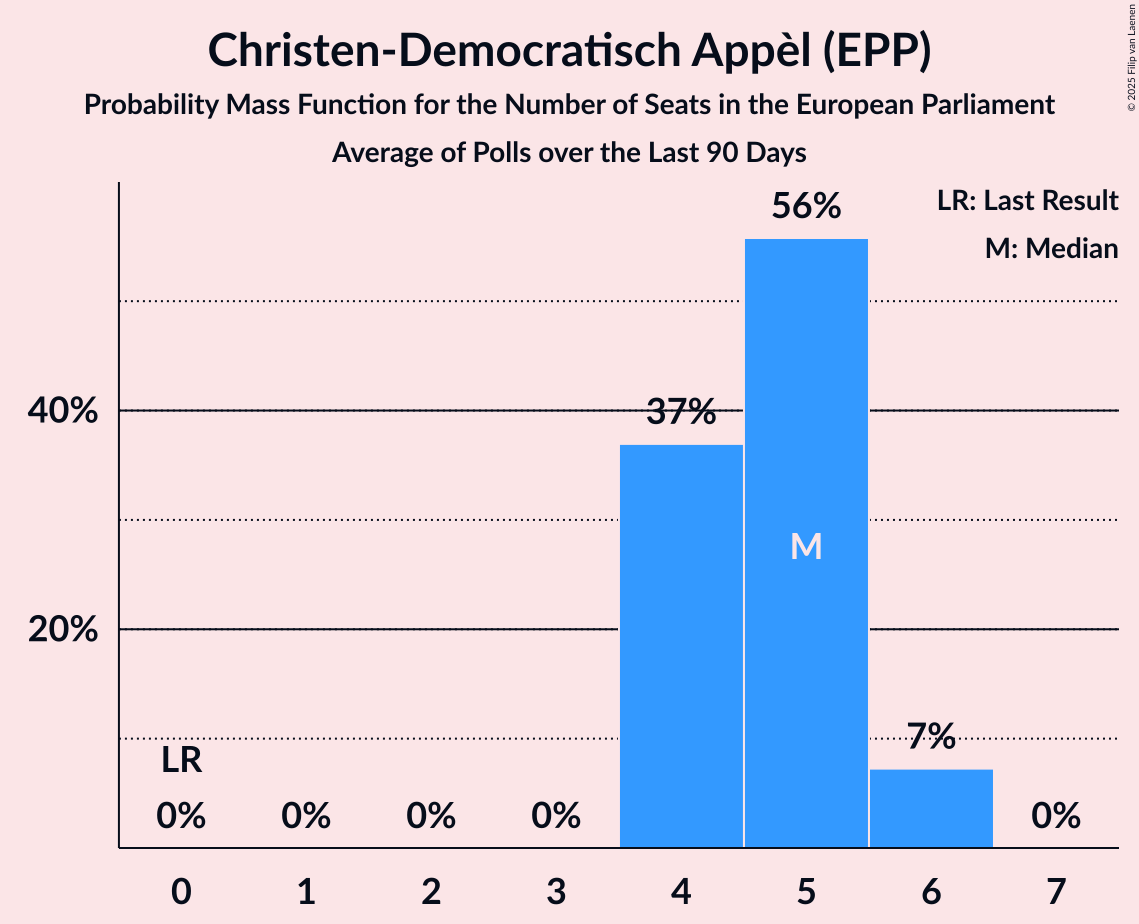 Christen-Democratisch Appèl (EPP)
Probability Mass Function for the Number of Seats in the European Parliament
Average of Polls over the Last 90 Days
© 2025 Filip van Laenen
LR: Last Result
M: Median
56%
40%
37%
M
20%
7%
LR
0% 0% 0% 0% 0%
0 1 2 3 4 5 6 7